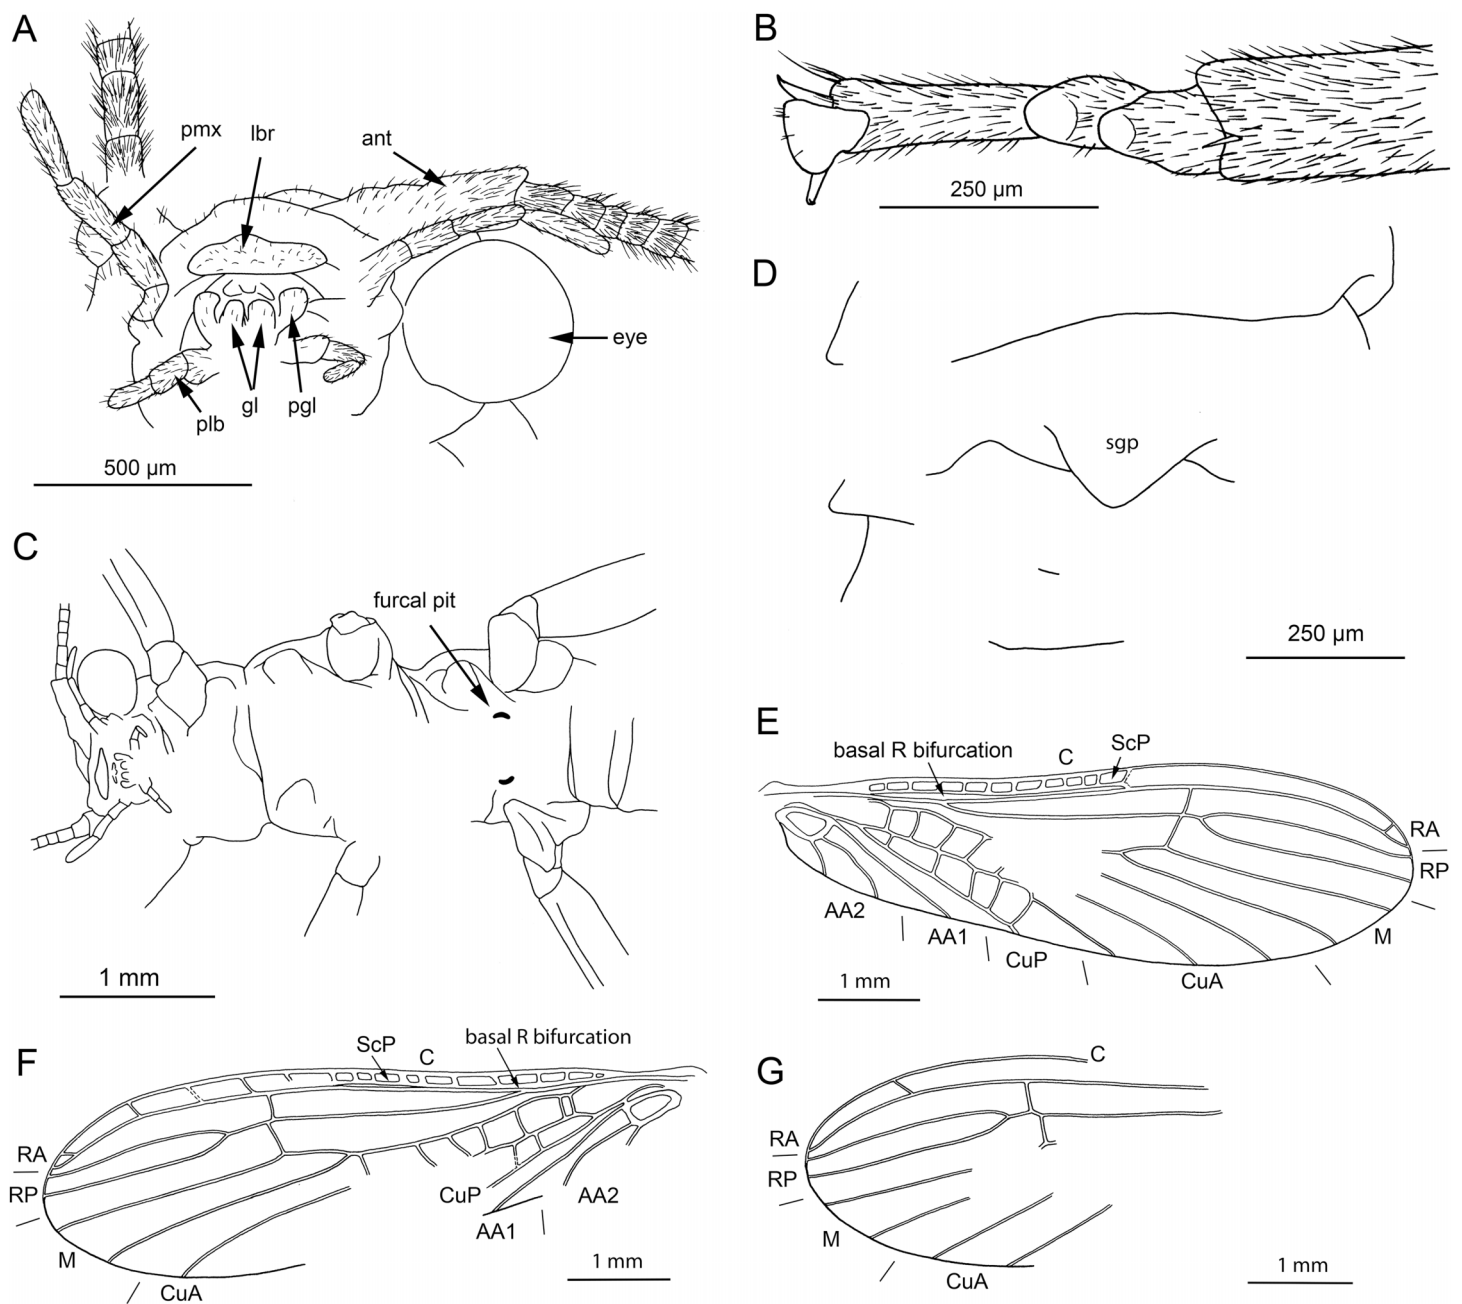 A
pmx
lbr
ant
eye
gl
pgl
plb
500 µm
B
250 µm
C
furcal pit
1 mm
D
sgp
250 µm
E
basal R bifurcation
C
ScP
RA
RP
M
CuA
CuP
AA1
AA2
1 mm
F
ScP
C
basal R bifurcation
RA
RP
M
CuA
CuP
AA1
AA2
1 mm
G
C
RA
RP
M
CuA
1 mm